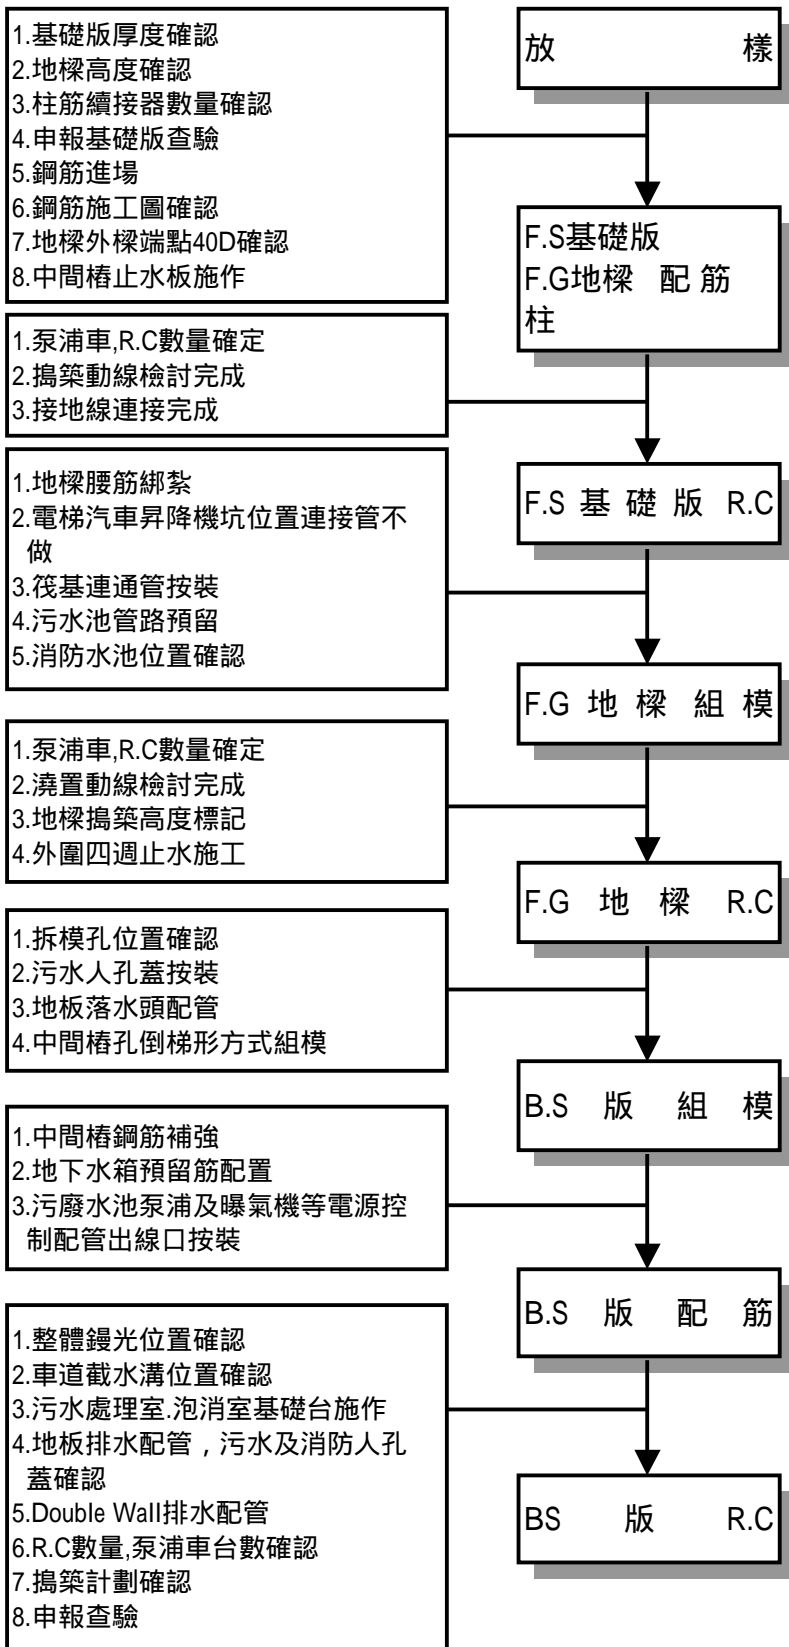 放樣
1.基礎版厚度確認
2.地樑高度確認
3.柱筋續接器數量確認
4.申報基礎版查驗
5.鋼筋進場
6.鋼筋施工圖確認
7.地樑外樑端點40D確認
8.中間樁止水板施作
F.S基礎版
F.G地樑 配 筋
柱
1.泵浦車,R.C數量確定
2.搗築動線檢討完成
3.接地線連接完成
F.S 基 礎 版 R.C
1.地樑腰筋綁紮
2.電梯汽車昇降機坑位置連接管不
做
3.筏基連通管按裝
4.污水池管路預留
5.消防水池位置確認
F.G 地 樑 組 模
1.泵浦車,R.C數量確定
2.澆置動線檢討完成
3.地樑搗築高度標記
4.外圍四週止水施工
F.G 地 樑 R.C
1.拆模孔位置確認
2.污水人孔蓋按裝
3.地板落水頭配管
4.中間樁孔倒梯形方式組模
B.S 版 組 模
1.中間樁鋼筋補強
2.地下水箱預留筋配置
3.污廢水池泵浦及曝氣機等電源控
制配管出線口按裝
B.S 版 配 筋
1.整體鏝光位置確認
2.車道截水溝位置確認
3.污水處理室.泡消室基礎台施作
4.地板排水配管，污水及消防人孔
蓋確認
5.Double Wall排水配管
6.R.C數量,泵浦車台數確認
7.搗築計劃確認
8.申報查驗
BS 版 R.C